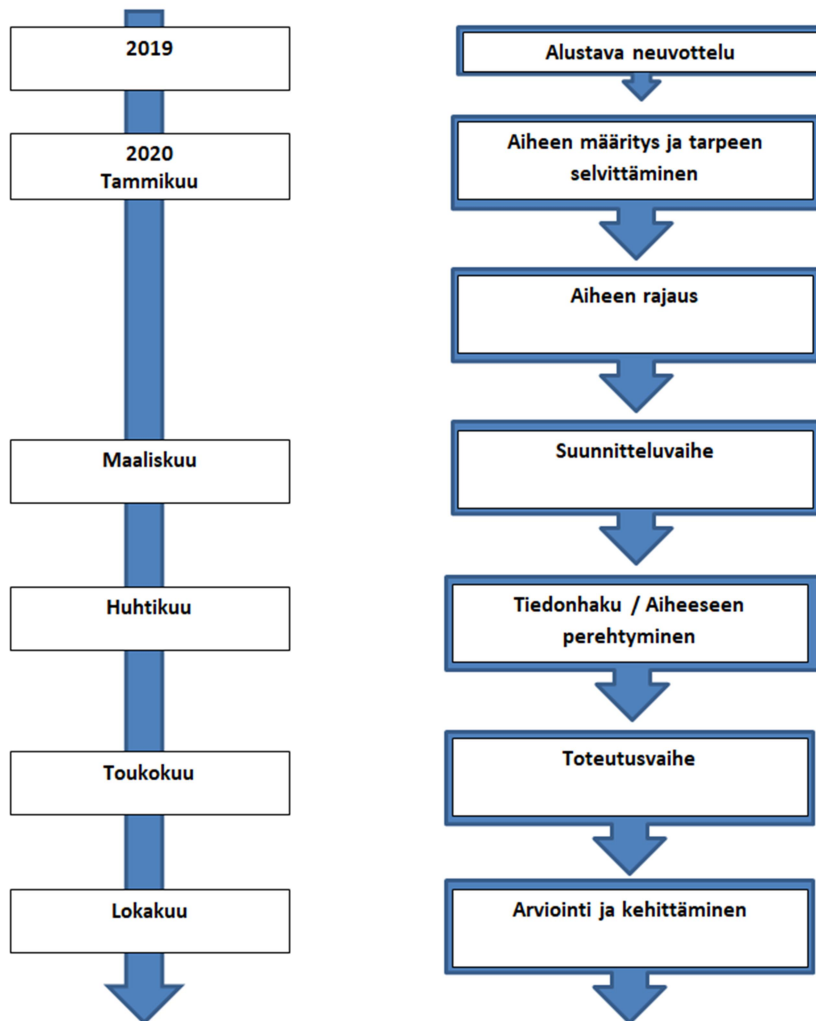 2019
Alustava neuvottelu
2020
Tammikuu
Aiheen määritys ja tarpeen
selvittäminen
Aiheen rajaus
Maaliskuu
Suunnitteluvaihe
Huhtikuu
Tiedonhaku / Aiheeseen
perehtyminen
Toukokuu
Toteutusvaihe
Lokakuu
Arviointi ja kehittäminen